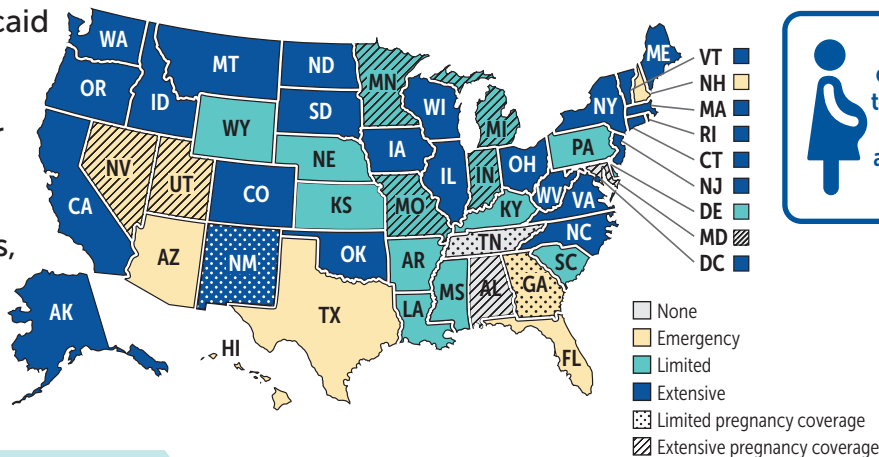 caid
r
s,
c
t
a
WA
MT
ND
MN
ME
VT
OR
ID
SD
WI
NY
NH
WY
MI
MA
NV
UT
NE
IA
PA
RI
CO
IL
IN
OH
CT
CA
KS
MO
WV
VA
NJ
KY
DE
AZ
NM
OK
TN
NC
MD
AR
SC
DC
AK
TX
LA
MS
AL
GA
HI
FL
None
Emergency
Limited
Extensive
Limited pregnancy coverage
Extensive pregnancy coverage